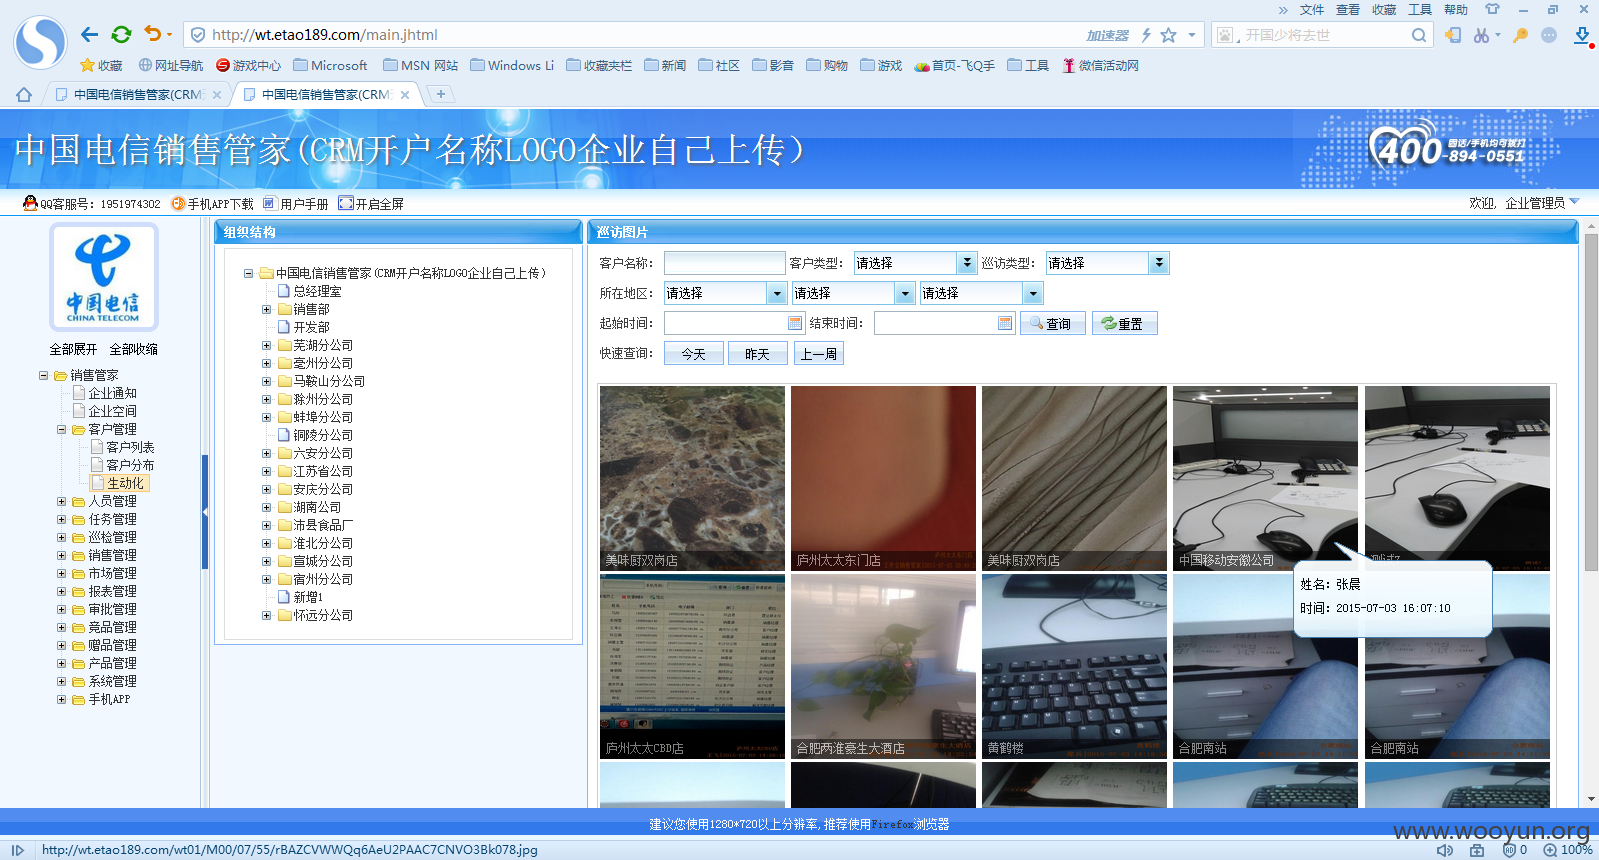 » 文件 查看 收藏 工具 帮助
http://wt.etao189.com/main.jhtml 加速器 开国少将去世
收藏 网址导航 游戏中心 Microsoft MSN 网站 Windows Li 收藏夹栏 新闻 社区 影音 购物 游戏 首页-飞Q手 工具 微信活动网
中国电信销售管家(CRM 中国电信销售管家(CRM
中国电信销售管家(CRM开户名称LOGO企业自己上传)
400 固话/手机均可拨打
-894-0551
QQ客服号: 1951974302 手机APP下载 用户手册 开启全屏 欢迎, 企业管理员
中国电信
CHINA TELECOM
全部展开 全部收缩
销售管家
企业通知
企业空间
客户管理
客户列表
客户分布
生动化
人员管理
任务管理
巡检管理
销售管理
市场管理
报表管理
审批管理
竞品管理
赠品管理
产品管理
系统管理
手机APP
组织结构
中国电信销售管家(CRM开户名称LOGO企业自己上传)
总经理室
销售部
开发部
芜湖分公司
亳州分公司
马鞍山分公司
滁州分公司
蚌埠分公司
铜陵分公司
六安分公司
江苏省公司
安庆分公司
湖南公司
沛县食品厂
淮北分公司
宣城分公司
宿州分公司
新增1
怀远分公司
巡访图片
客户名称: 客户类型: 请选择 巡访类型: 请选择
所在地区: 请选择 请选择 请选择
起始时间: 结束时间: 查询 重置
快速查询: 今天 昨天 上一周
美味厨双岗店 庐州太太东门店 美味厨双岗店 中国移动安徽公司
姓名: 张晨
时间: 2015-07-03 16:07:10
庐州太太CBD店 合肥两淮豪生大酒店 黄鹤楼 合肥南站 合肥南站
建议您使用1280*720以上分辨率,推荐使用Firefox浏览器
www.wooyun.org
http://wt.etao189.com/wt01/M00/07/55/rBAZCVWWQq6AeU2PAAC7CNVO3Bk078.jpg 0 100%